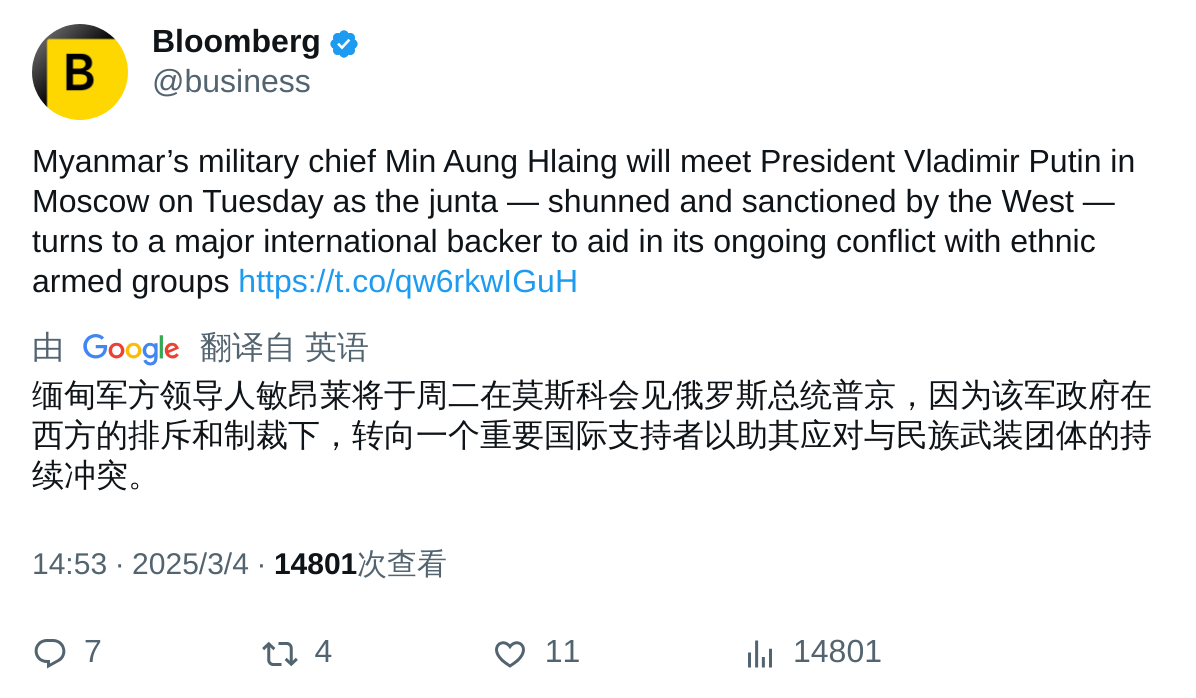 B
Bloomberg
@business
Myanmar’s military chief Min Aung Hlaing will meet President Vladimir Putin in
Moscow on Tuesday as the junta — shunned and sanctioned by the West —
turns to a major international backer to aid in its ongoing conflict with ethnic
armed groups https://t.co/qw6rkwIGuH
由 Google 翻译自 英语
缅甸军方领导人敏昂莱将于周二在莫斯科会见俄罗斯总统普京，因为该军政府在
西方的排斥和制裁下，转向一个重要国际支持者以助其应对与民族武装团体的持
续冲突。
14:53 · 2025/3/4 · 14801次查看
7 4 11 14801